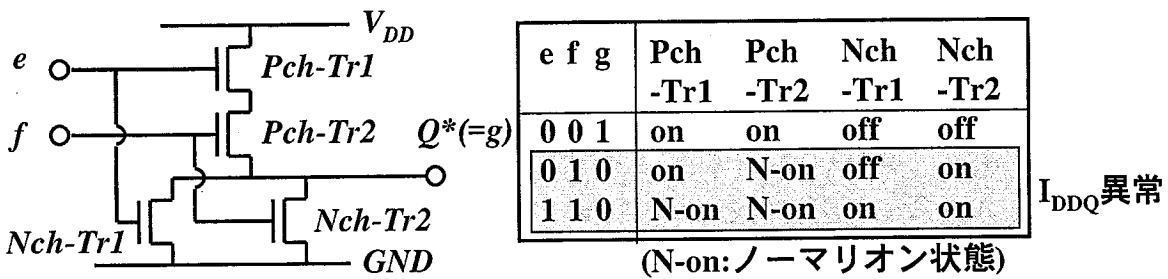 V_DD
e
Pch-Tr1
f
Pch-Tr2
Q*(=g)
Nch-Tr1
Nch-Tr2
GND
e f g Pch-Tr1 Pch-Tr2 Nch-Tr1 Nch-Tr2
0 0 1 on on off off
0 1 0 on N-on off on
1 1 0 N-on N-on on on
I_DDQ異常
(N-on:ノーマリオン状態)